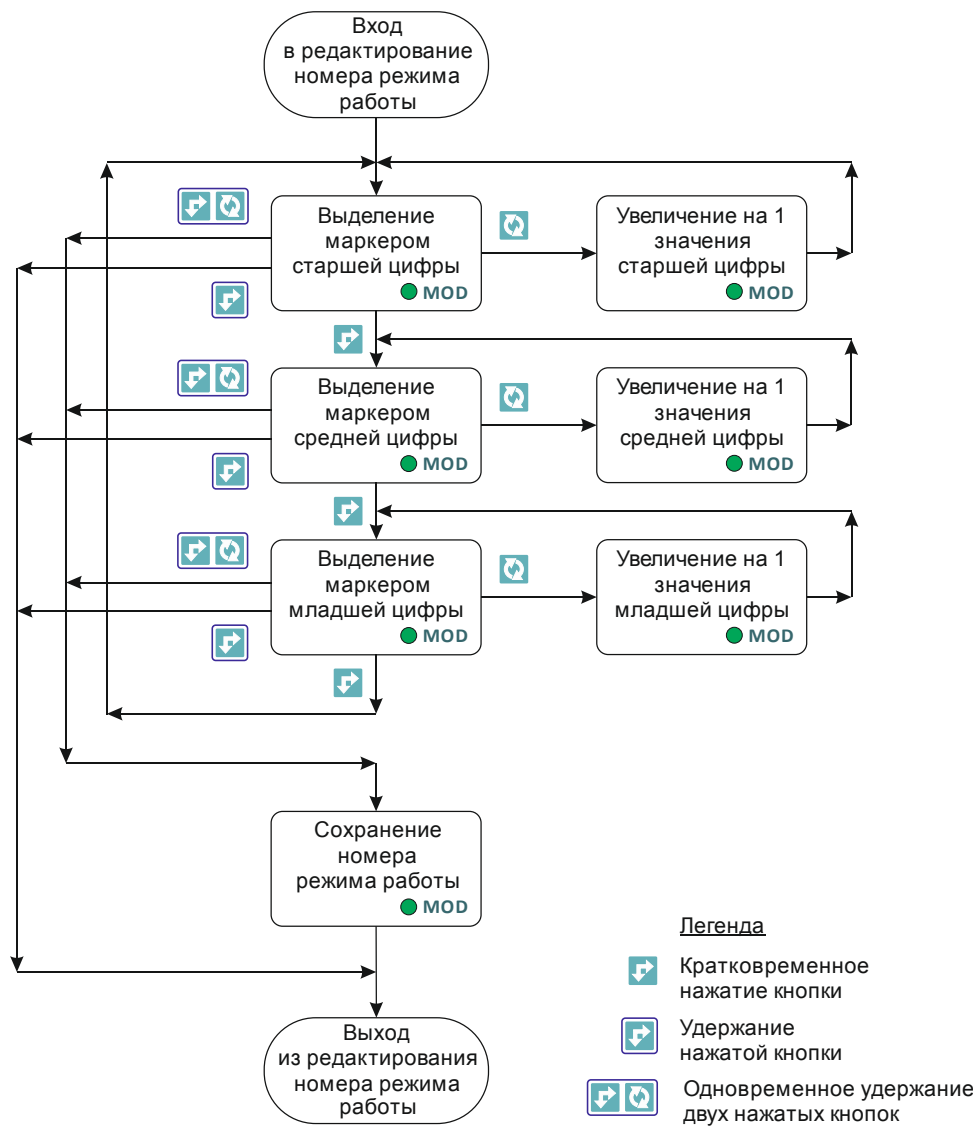 Вход
в редактирование
номера режима
работы
Выделение
маркером
старшей цифры
MOD
Увеличение на 1
значения
старшей цифры
MOD
Выделение
маркером
средней цифры
MOD
Увеличение на 1
значения
средней цифры
MOD
Выделение
маркером
младшей цифры
MOD
Увеличение на 1
значения
младшей цифры
MOD
Сохранение
номера
режима работы
MOD
Выход
из редактирования
номера режима
работы
Легенда
Кратковременное
нажатие кнопки
Удержание
нажатой кнопки
Одновременное удержание
двух нажатых кнопок